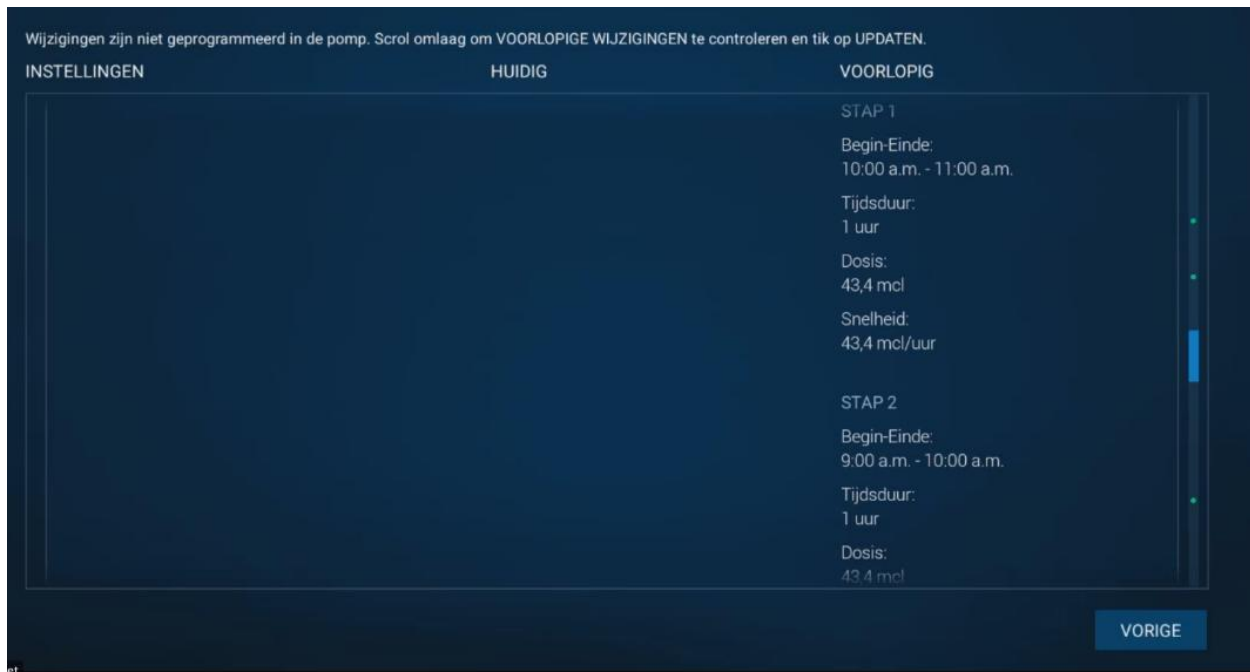 Wijzigingen zijn niet geprogrammeerd in de pomp. Scrol omlaag om VOORLOPIGE WIJZIGINGEN te controleren en tik op UPDATEN.
INSTELLINGEN HUIDIG VOORLOPIG
STAP 1
Begin-Einde:
10:00 a.m. - 11:00 a.m.
Tijdsduur:
1 uur
Dosis:
43,4 mcl
Snelheid:
43,4 mcl/uur
STAP 2
Begin-Einde:
9:00 a.m. - 10:00 a.m.
Tijdsduur:
1 uur
Dosis:
43,4 mcl
VORIGE